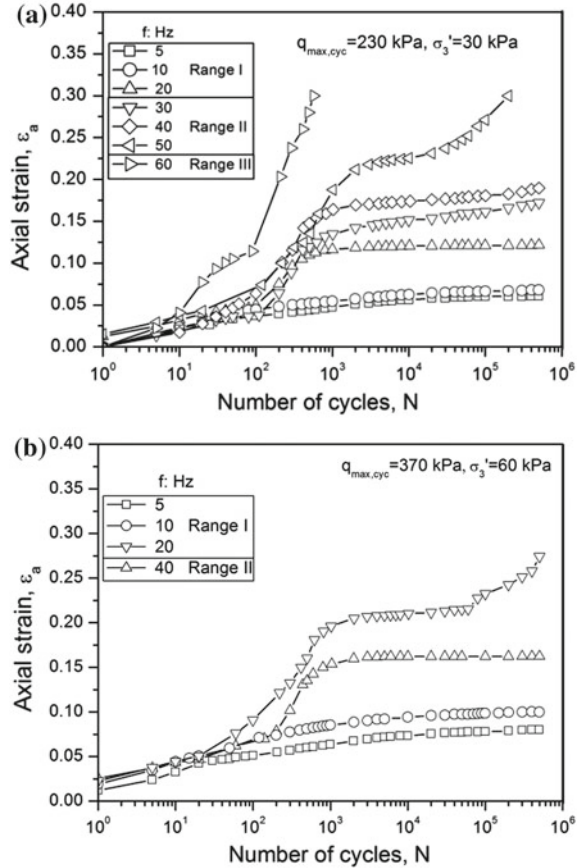 (a)
f: Hz
5
10 Range I
20
30
40 Range II
50
60 Range III
q_max,cyc=230 kPa, σ_3'=30 kPa
0.40
0.35
0.30
0.25
0.20
0.15
0.10
0.05
0.00
Axial strain, ε_a
10^0 10^1 10^2 10^3 10^4 10^5 10^6
Number of cycles, N
(b)
f: Hz
5
10 Range I
20
40 Range II
q_max,cyc=370 kPa, σ_3'=60 kPa
0.40
0.35
0.30
0.25
0.20
0.15
0.10
0.05
0.00
Axial strain, ε_a
10^0 10^1 10^2 10^3 10^4 10^5 10^6
Number of cycles, N